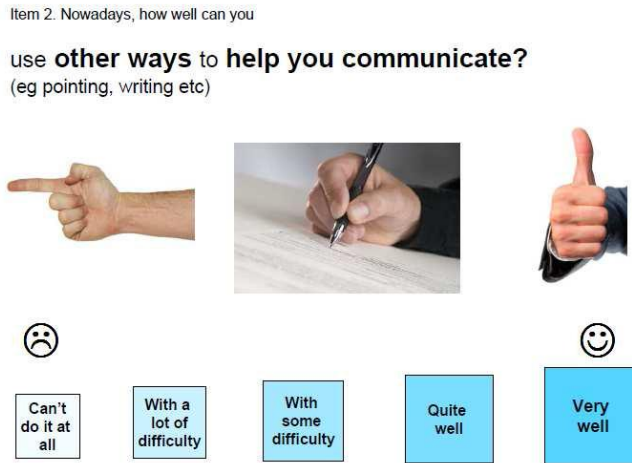 Item 2. Nowadays, how well can you
use other ways to help you communicate?
(eg pointing, writing etc)
Can't
do it at
all
With a
lot of
difficulty
With
some
difficulty
Quite
well
Very
well